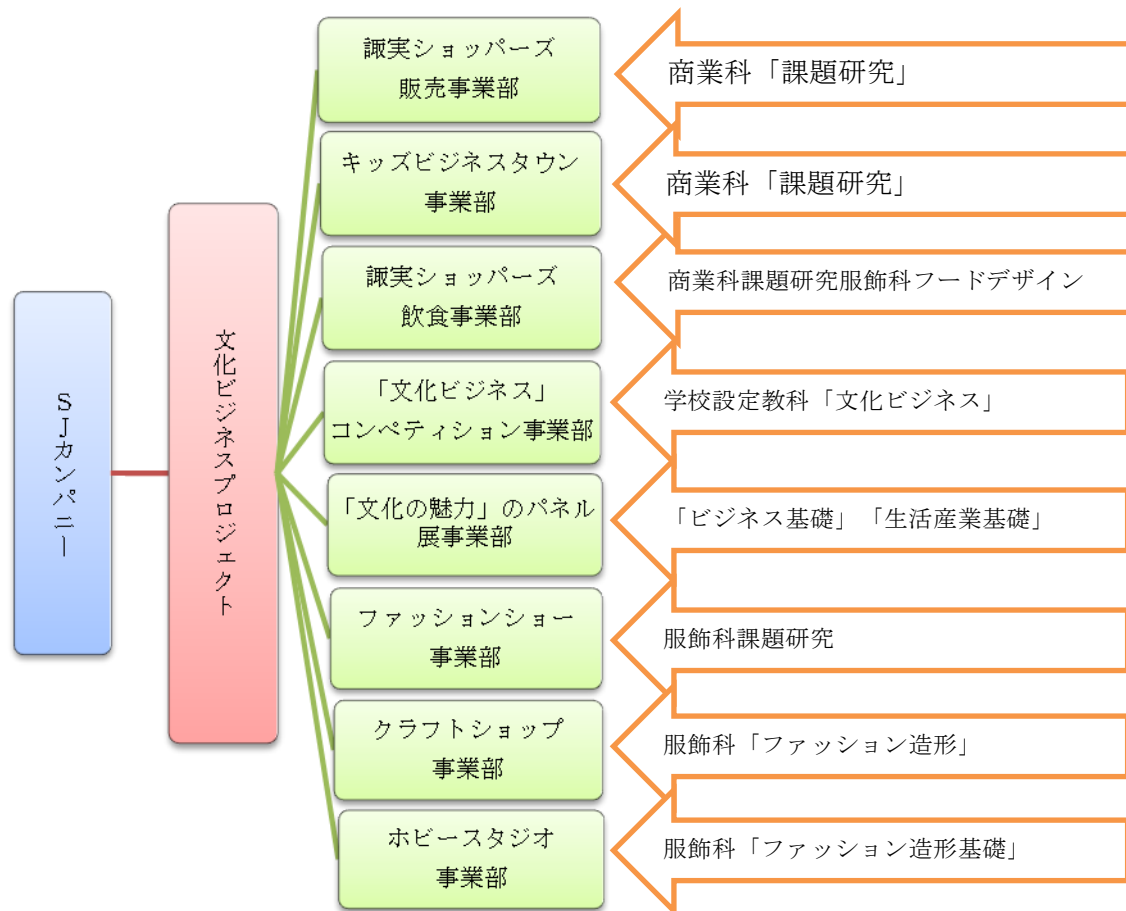 SJカンパニー
文化ビジネスプロジェクト
諏実ショッパーズ
販売事業部
商業科「課題研究」
キッズビジネスタウン
事業部
商業科「課題研究」
諏実ショッパーズ
飲食事業部
商業科課題研究服飾科フードデザイン
「文化ビジネス」
コンペティション事業部
学校設定教科「文化ビジネス」
「文化の魅力」のパネル
展事業部
「ビジネス基礎」「生活産業基礎」
ファッションショー
事業部
服飾科課題研究
クラフトショップ
事業部
服飾科「ファッション造形」
ホビースタジオ
事業部
服飾科「ファッション造形基礎」